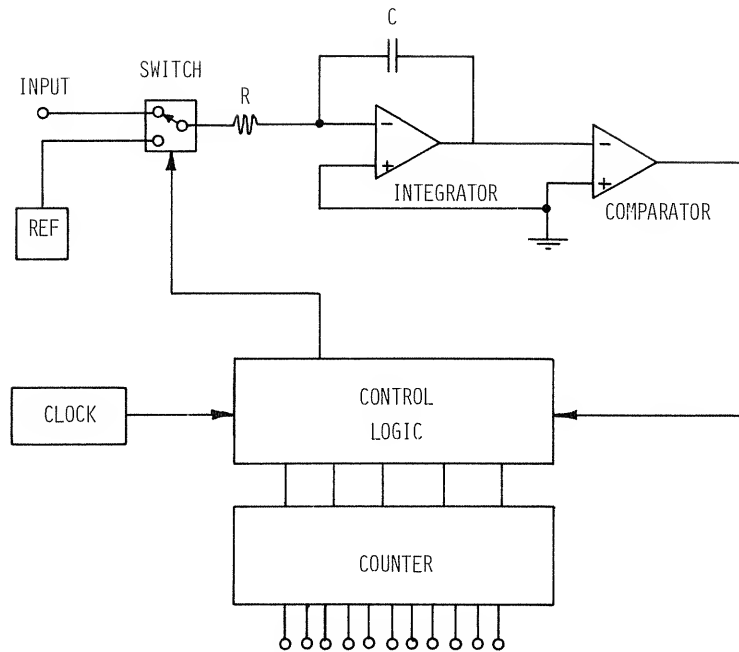 C
SWITCH
INPUT
R
−
+
INTEGRATOR
−
+
COMPARATOR
REF
CLOCK
CONTROL
LOGIC
COUNTER